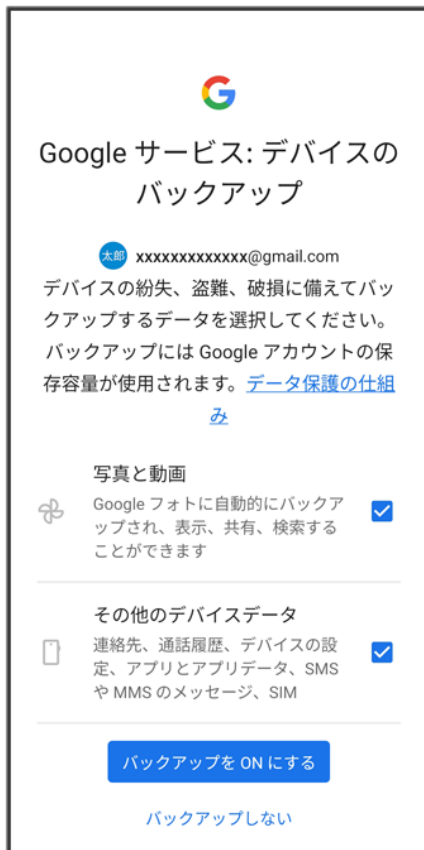 Google サービス: デバイスの
バックアップ
太郎 xxxxxxxxxxxxx@gmail.com
デバイスの紛失、盗難、破損に備えてバッ
クアップするデータを選択してください。
バックアップには Google アカウントの保
存容量が使用されます。データ保護の仕組
み
写真と動画
Google フォトに自動的にバックア
ップされ、表示、共有、検索する
ことができます
その他のデバイスデータ
連絡先、通話履歴、デバイスの設
定、アプリとアプリデータ、SMS
や MMS のメッセージ、SIM
バックアップを ON にする
バックアップしない